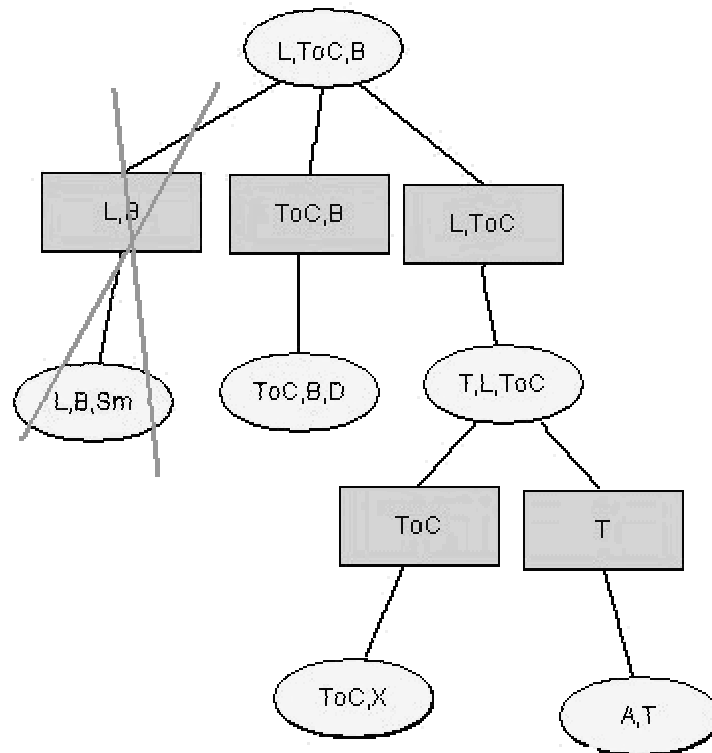 L,ToC,B
L,B
ToC,B
L,ToC
L,B,Sm
ToC,B,D
T,L,ToC
ToC
T
ToC,X
A,T